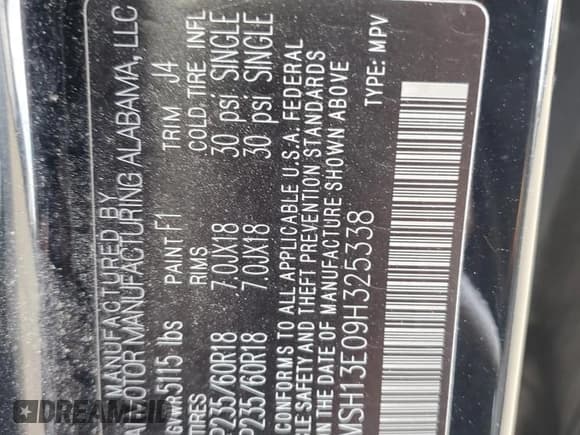 MANUFACTURED BY
MOTOR MANUFACTURING ALABAMA, LLC
GVWR 5115 lbs PAINT F1 TRIM J4
TIRES RIMS COLD TIRE INFL
P235/60R18 7.0JX18 30 psi SINGLE
P235/60R18 7.0JX18 30 psi SINGLE
CONFORMS TO ALL APPLICABLE U.S.A. FEDERAL
SAFETY AND THEFT PREVENTION STANDARDS
IN THE DATE OF MANUFACTURE SHOWN ABOVE
MSH13E09H325338 TYPE: MPV
DREAMBID